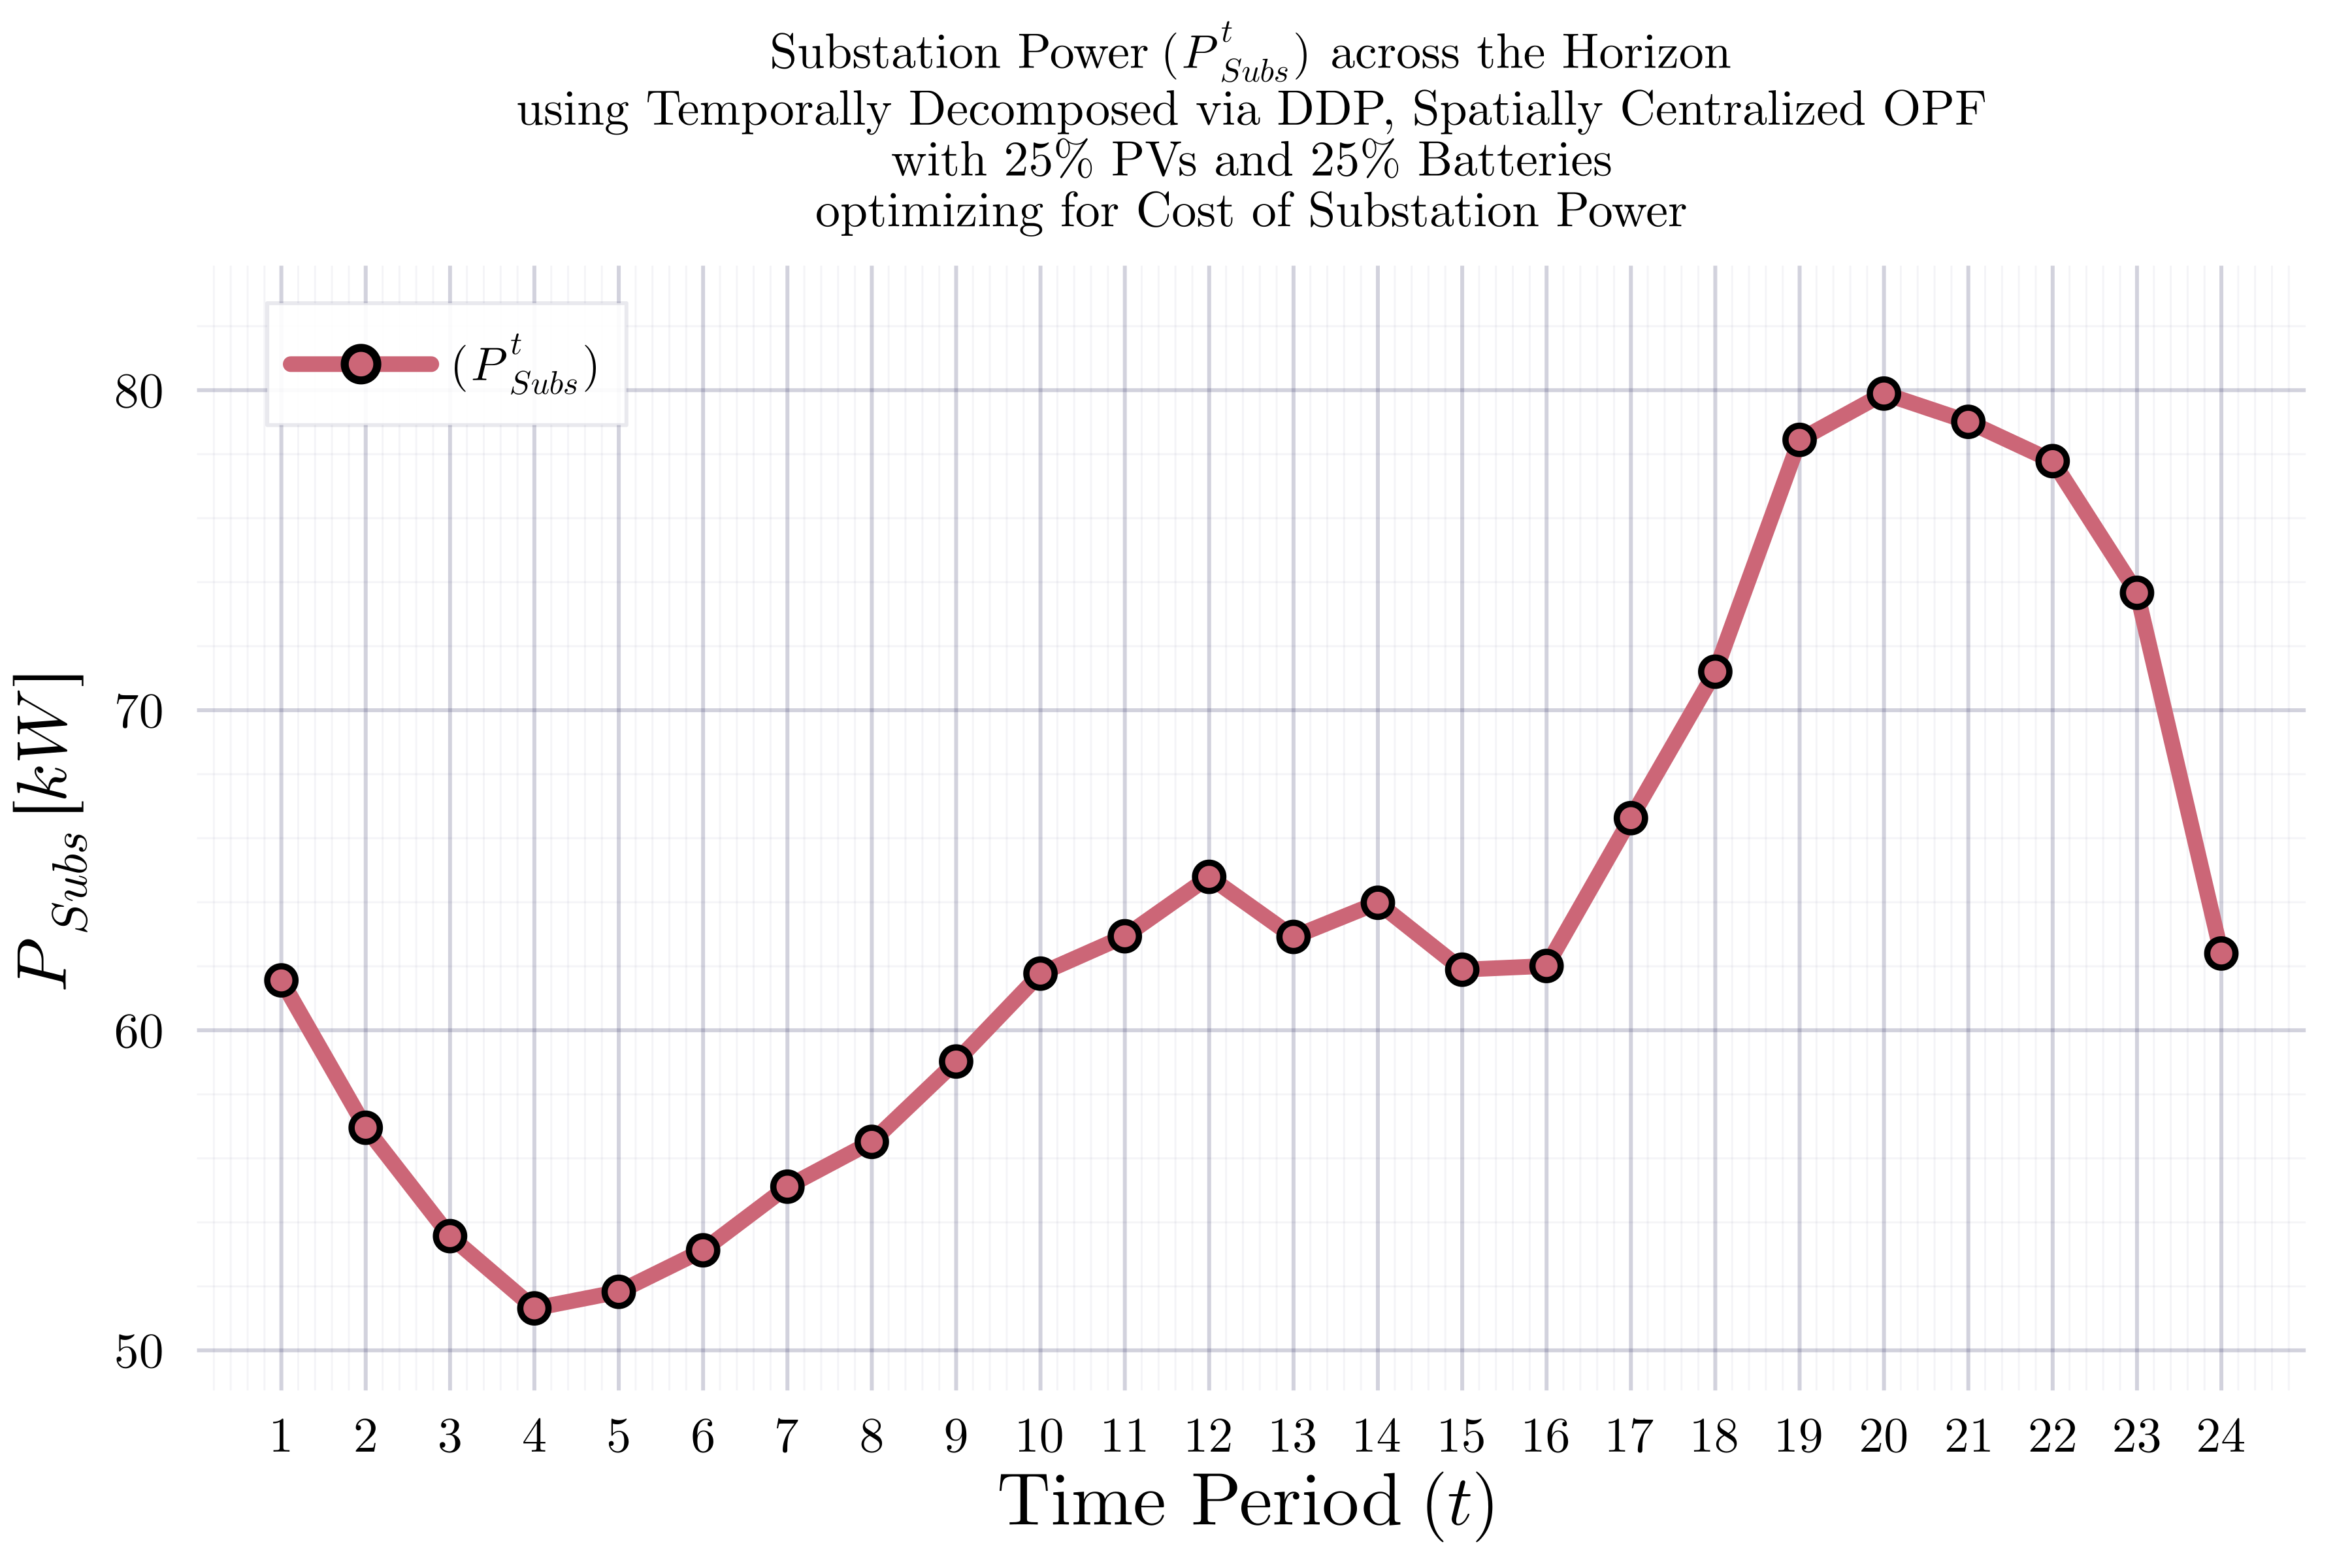 Substation Power (P^t_Subs) across the Horizon
using Temporally Decomposed via DDP, Spatially Centralized OPF
with 25% PVs and 25% Batteries
optimizing for Cost of Substation Power
(P^t_Subs)
80
70
60
50
P_Subs [kW]
1 2 3 4 5 6 7 8 9 10 11 12 13 14 15 16 17 18 19 20 21 22 23 24
Time Period (t)